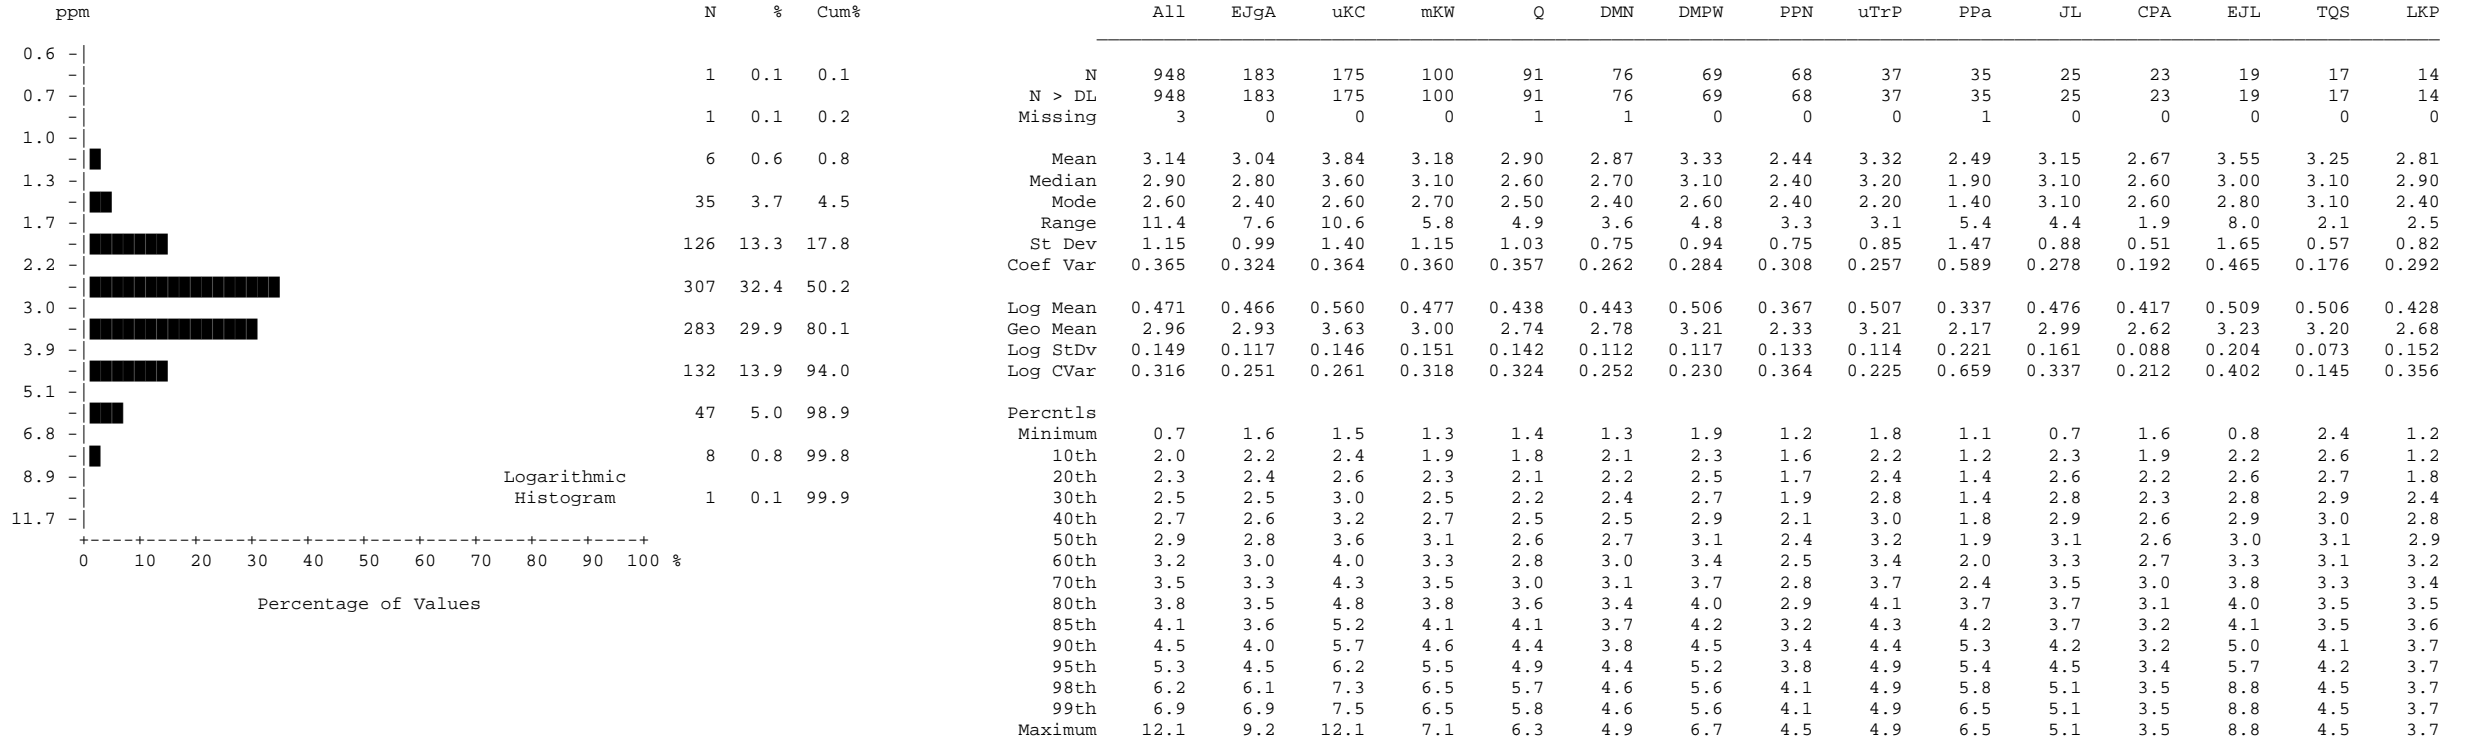 ppm N % Cum% All EJgA uKC mKW Q DMN DMPW PPN uTrP PPa JL CPA EJL TQS LKP
0.6
1 0.1 0.1 N 948 183 175 100 91 76 69 68 37 35 25 23 19 17 14
0.7 N > DL 948 183 175 100 91 76 69 68 37 35 25 23 19 17 14
1 0.1 0.2 Missing 3 0 0 0 1 1 0 0 0 1 0 0 0 0 0
1.0
6 0.6 0.8 Mean 3.14 3.04 3.84 3.18 2.90 2.87 3.33 2.44 3.32 2.49 3.15 2.67 3.55 3.25 2.81
1.3 Median 2.90 2.80 3.60 3.10 2.60 2.70 3.10 2.40 3.20 1.90 3.10 2.60 3.00 3.10 2.90
35 3.7 4.5 Mode 2.60 2.40 2.60 2.70 2.50 2.40 2.60 2.40 2.20 1.40 3.10 2.60 2.80 3.10 2.40
1.7 Range 11.4 7.6 10.6 5.8 4.9 3.6 4.8 3.3 3.1 5.4 4.4 1.9 8.0 2.1 2.5
126 13.3 17.8 St Dev 1.15 0.99 1.40 1.15 1.03 0.75 0.94 0.75 0.85 1.47 0.88 0.51 1.65 0.57 0.82
2.2 Coef Var 0.365 0.324 0.364 0.360 0.357 0.262 0.284 0.308 0.257 0.589 0.278 0.192 0.465 0.176 0.292
307 32.4 50.2
3.0 Log Mean 0.471 0.466 0.560 0.477 0.438 0.443 0.506 0.367 0.507 0.337 0.476 0.417 0.509 0.506 0.428
283 29.9 80.1 Geo Mean 2.96 2.93 3.63 3.00 2.74 2.78 3.21 2.33 3.21 2.17 2.99 2.62 3.23 3.20 2.68
3.9 Log StDv 0.149 0.117 0.146 0.151 0.142 0.112 0.117 0.133 0.114 0.221 0.161 0.088 0.204 0.073 0.152
132 13.9 94.0 Log CVar 0.316 0.251 0.261 0.318 0.324 0.252 0.230 0.364 0.225 0.659 0.337 0.212 0.402 0.145 0.356
5.1
47 5.0 98.9 Percntls
6.8 Minimum 0.7 1.6 1.5 1.3 1.4 1.3 1.9 1.2 1.8 1.1 0.7 1.6 0.8 2.4 1.2
8 0.8 99.8 10th 2.0 2.2 2.4 1.9 1.8 2.1 2.3 1.6 2.2 1.2 2.3 1.9 2.2 2.6 1.2
8.9 Logarithmic 20th 2.3 2.4 2.6 2.3 2.1 2.2 2.5 1.7 2.4 1.4 2.6 2.2 2.6 2.7 1.8
Histogram 1 0.1 99.9 30th 2.5 2.5 3.0 2.5 2.2 2.4 2.7 1.9 2.8 1.4 2.8 2.3 2.8 2.9 2.4
11.7 40th 2.7 2.6 3.2 2.7 2.5 2.5 2.9 2.1 3.0 1.8 2.9 2.6 2.9 3.0 2.8
50th 2.9 2.8 3.6 3.1 2.6 2.7 3.1 2.4 3.2 1.9 3.1 2.6 3.0 3.1 2.9
0 10 20 30 40 50 60 70 80 90 100 % 60th 3.2 3.0 4.0 3.3 2.8 3.0 3.4 2.5 3.4 2.0 3.3 2.7 3.3 3.1 3.2
70th 3.5 3.3 4.3 3.5 3.0 3.1 3.7 2.8 3.7 2.4 3.5 3.0 3.8 3.3 3.4
Percentage of Values 80th 3.8 3.5 4.8 3.8 3.6 3.4 4.0 2.9 4.1 3.7 3.7 3.1 4.0 3.5 3.5
85th 4.1 3.6 5.2 4.1 4.1 3.7 4.2 3.2 4.3 4.2 3.7 3.2 4.1 3.5 3.6
90th 4.5 4.0 5.7 4.6 4.4 3.8 4.5 3.4 4.4 5.3 4.2 3.2 5.0 4.1 3.7
95th 5.3 4.5 6.2 5.5 4.9 4.4 5.2 3.8 4.9 5.4 4.5 3.4 5.7 4.2 3.7
98th 6.2 6.1 7.3 6.5 5.7 4.6 5.6 4.1 4.9 5.8 5.1 3.5 8.8 4.5 3.7
99th 6.9 6.9 7.5 6.5 5.8 4.6 5.6 4.1 4.9 6.5 5.1 3.5 8.8 4.5 3.7
Maximum 12.1 9.2 12.1 7.1 6.3 4.9 6.7 4.5 4.9 6.5 5.1 3.5 8.8 4.5 3.7